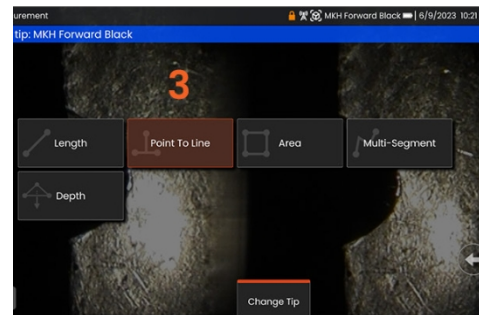 urement MKH Forward Black | 6/9/2023 10:21
tip: MKH Forward Black
3
Length Point To Line Area Multi-Segment
Depth
Change Tip